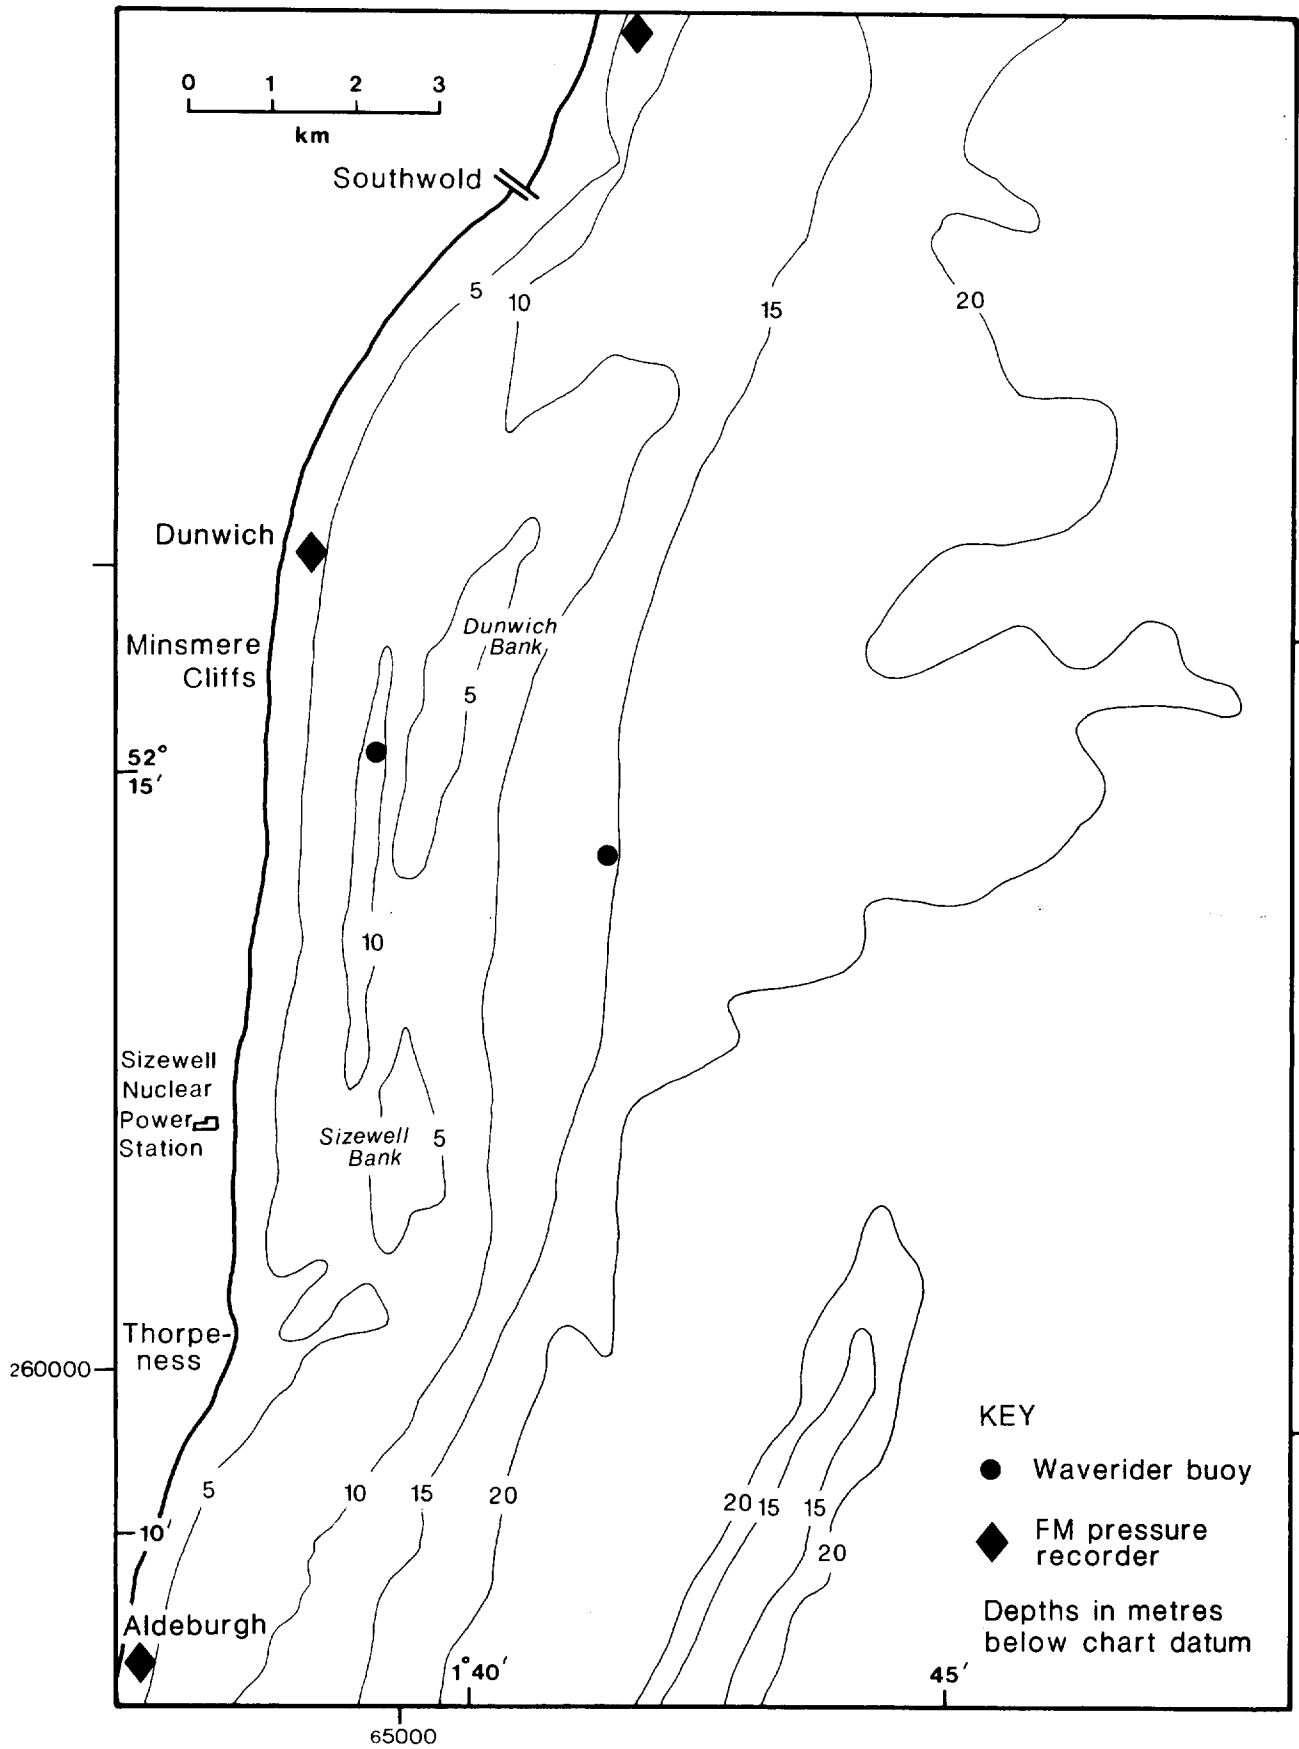 0 1 2 3
km
Southwold
5
10
15
20
Dunwich
Dunwich
Bank
Minsmere
Cliffs
5
52°
15′
10
Sizewell
Nuclear
Power
Station
Sizewell
Bank
5
Thorpe-
ness
260000
KEY
Waverider buoy
5
10
15
20
20
15
15
20
FM pressure
recorder
10′
Depths in metres
below chart datum
Aldeburgh
1°40′
45′
65000